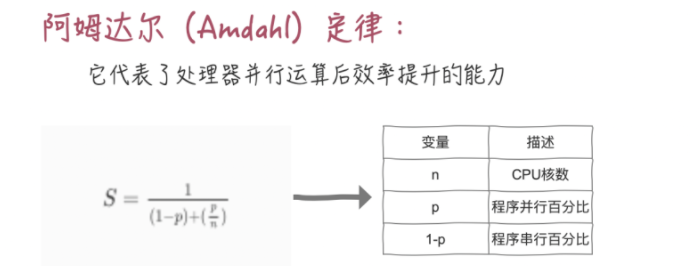 阿姆达尔（Amdahl）定律：
它代表了处理器并行运算后效率提升的能力
S = 1 / ((1-p)+(p/n))
变量 描述
n CPU核数
p 程序并行百分比
1-p 程序串行百分比